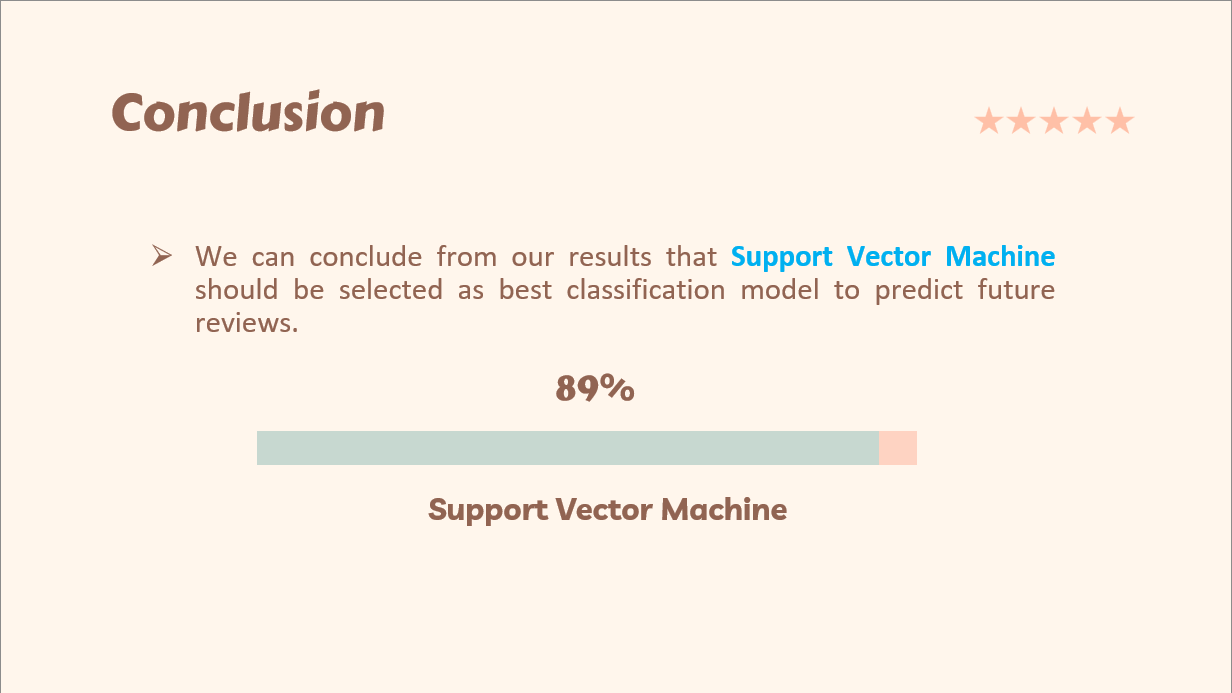 Conclusion
We can conclude from our results that Support Vector Machine
should be selected as best classification model to predict future
reviews.
89%
Support Vector Machine